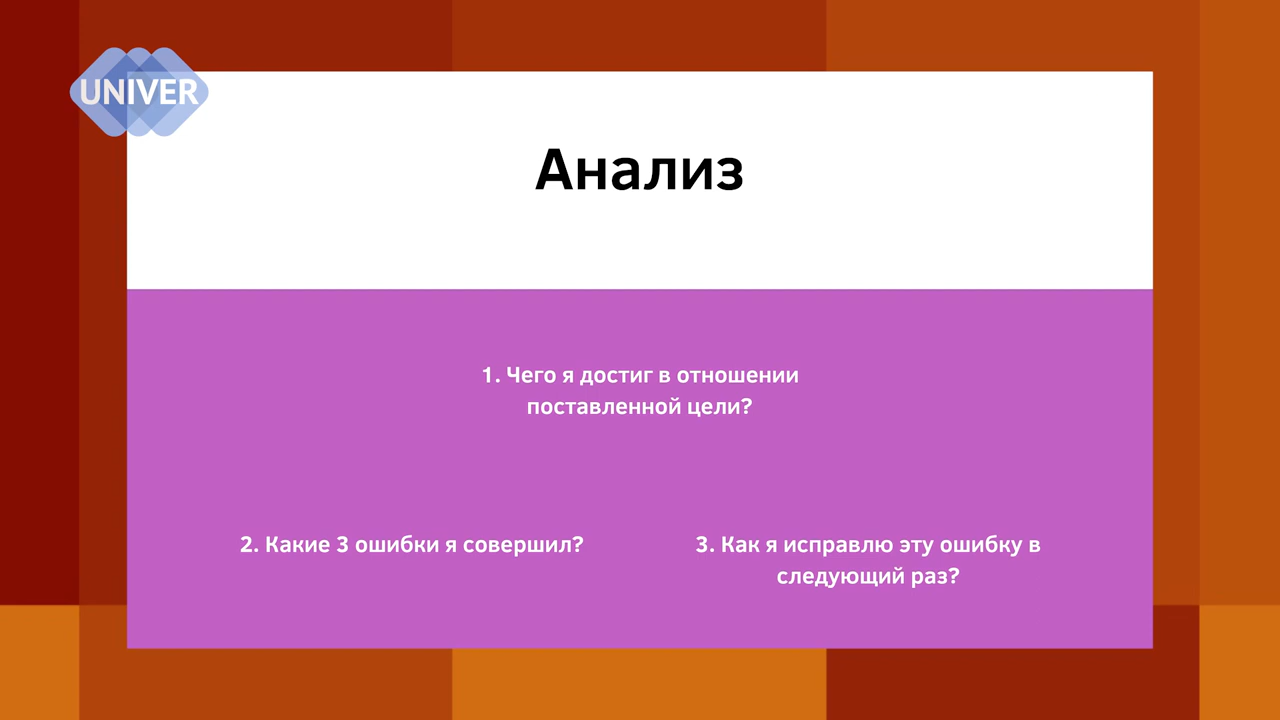 UNIVER
Анализ
1. Чего я достиг в отношении
поставленной цели?
2. Какие 3 ошибки я совершил?
3. Как я исправлю эту ошибку в
следующий раз?